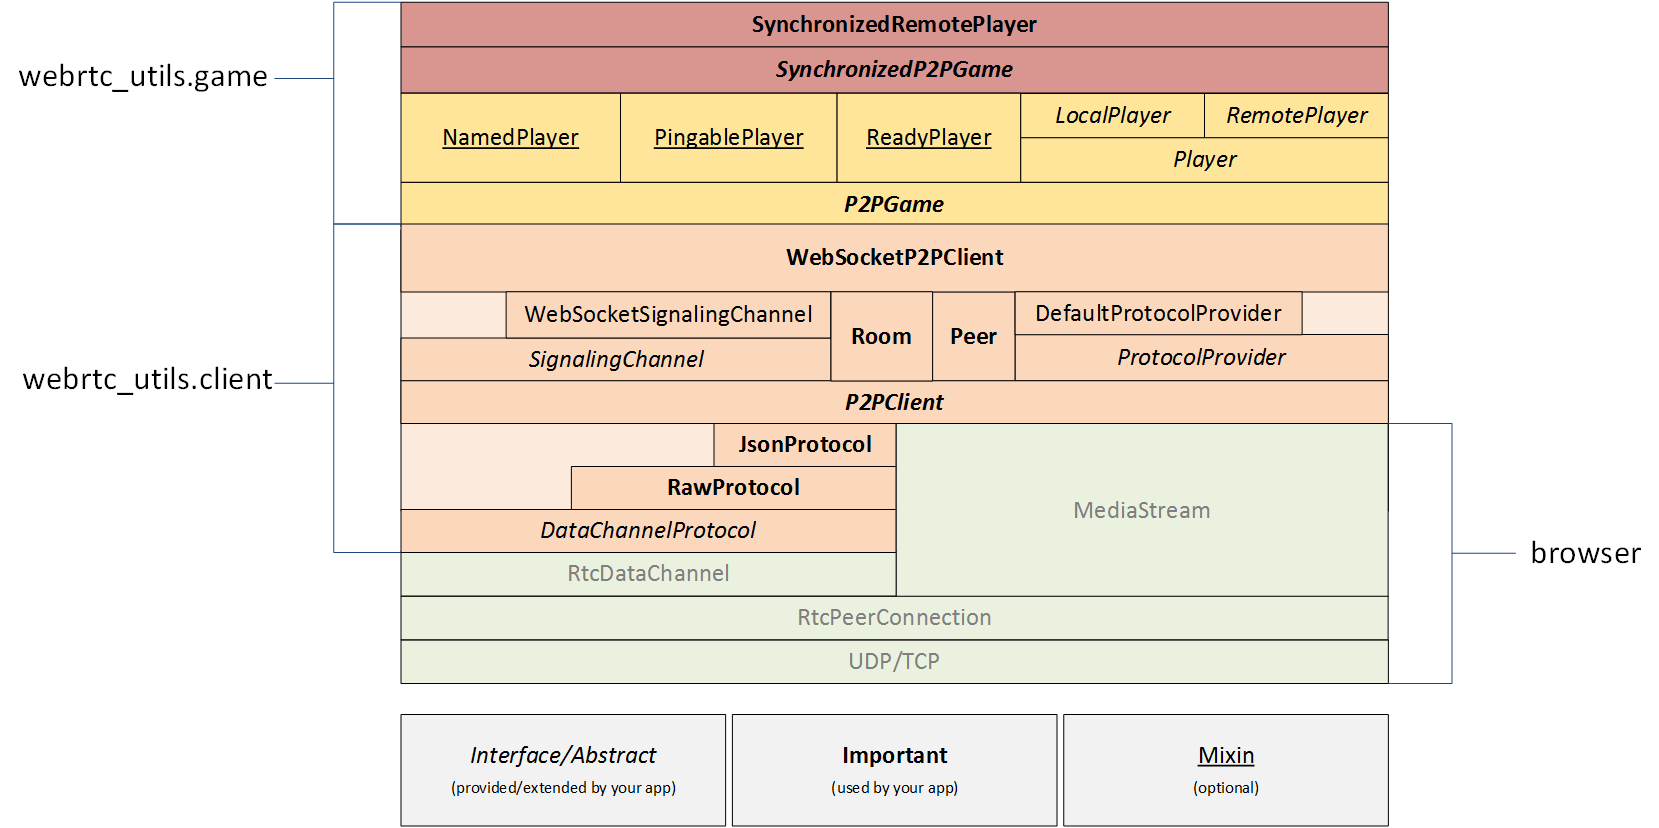 SynchronizedRemotePlayer
SynchronizedP2PGame
webrtc_utils.game
NamedPlayer
PingablePlayer
ReadyPlayer
LocalPlayer
RemotePlayer
Player
P2PGame
WebSocketP2PClient
WebSocketSignalingChannel
Room
Peer
DefaultProtocolProvider
SignalingChannel
ProtocolProvider
webrtc_utils.client
P2PClient
JsonProtocol
RawProtocol
MediaStream
DataChannelProtocol
browser
RtcDataChannel
RtcPeerConnection
UDP/TCP
Interface/Abstract
(provided/extended by your app)
Important
(used by your app)
Mixin
(optional)